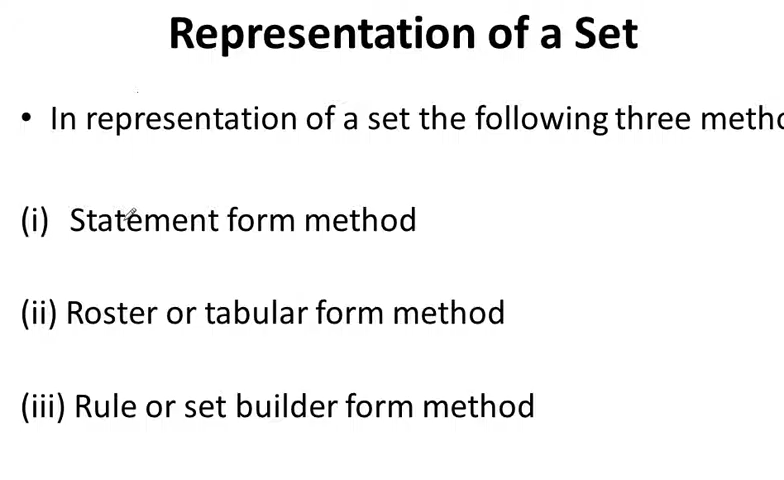 Representation of a Set
• In representation of a set the following three
(i) Statement form method
(ii) Roster or tabular form method
(iii) Rule or set builder form method